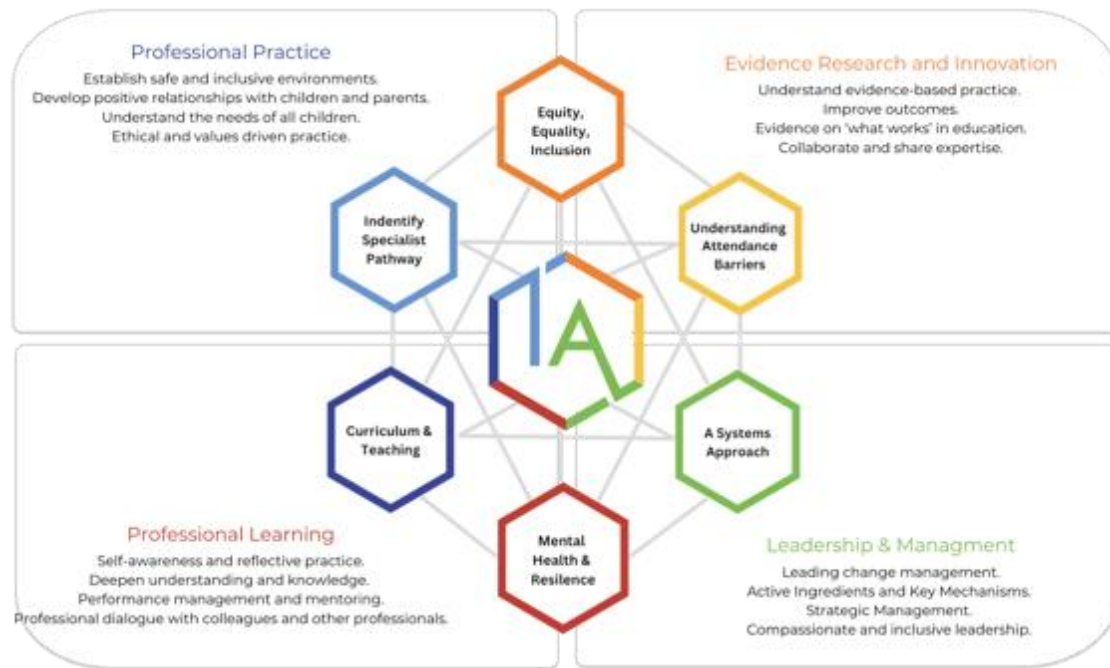 Professional Practice
Establish safe and inclusive environments.
Develop positive relationships with children and parents.
Understand the needs of all children.
Ethical and values driven practice.
Evidence Research and Innovation
Understand evidence-based practice.
Improve outcomes.
Evidence on 'what works' in education.
Collaborate and share expertise.
Equity,
Equality,
Inclusion
Indentify
Specialist
Pathway
Understanding
Attendance
Barriers
A
Curriculum &
Teaching
A Systems
Approach
Mental
Health &
Resilence
Professional Learning
Self-awareness and reflective practice.
Deepen understanding and knowledge.
Performance management and mentoring.
Professional dialogue with colleagues and other professionals.
Leadership & Managment
Leading change management.
Active Ingredients and Key Mechanisms.
Strategic Management.
Compassionate and inclusive leadership.